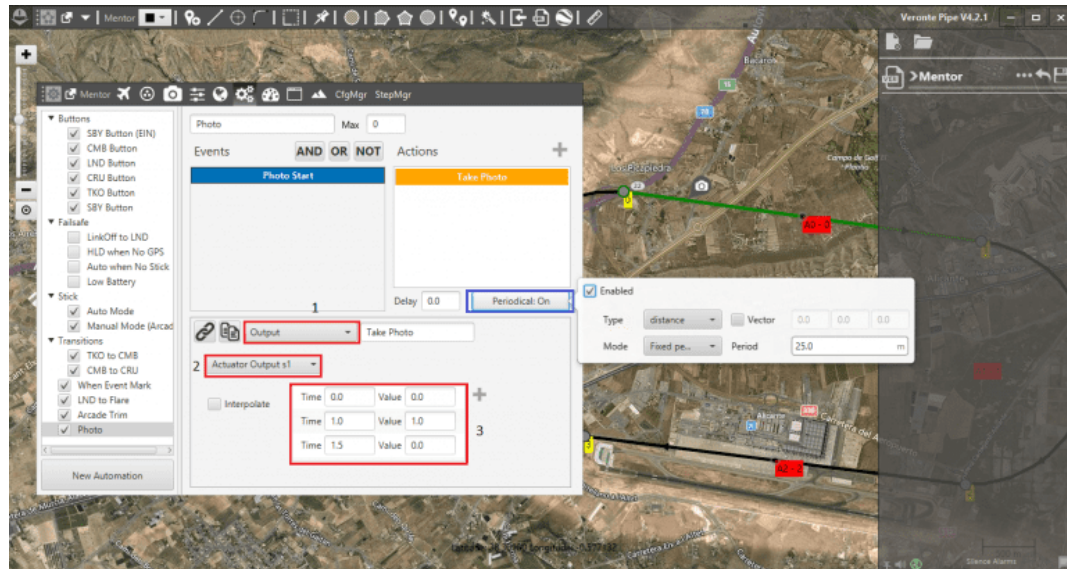 Mentor
Veronte Pipe V4.2.1
Mentor
CfgMgr StepMgr
>Mentor
Buttons
SBY Button (EIN)
CMB Button
LND Button
CRU Button
TKO Button
SBY Button
Failsafe
LinkOff to LND
HLD when No GPS
Auto when No Stick
Low Battery
Stick
Auto Mode
Manual Mode (Arcad
Transitions
TKO to CMB
CMB to CRU
When Event Mark
LND to Flare
Arcade Trim
Photo
New Automation
Photo
Max 0
Events
AND OR NOT
Actions
Photo Start
Take Photo
Delay 0.0
Periodical: On
1
Output
Take Photo
2
Actuator Output s1
Interpolate
Time 0.0 Value 0.0
Time 1.0 Value 1.0
Time 1.5 Value 0.0
3
Enabled
Type distance Vector 0.0 0.0 0.0
Mode Fixed pe... Period 25.0 m
Bacarot
A0 - 0
A2 - 2
Silence Alarms